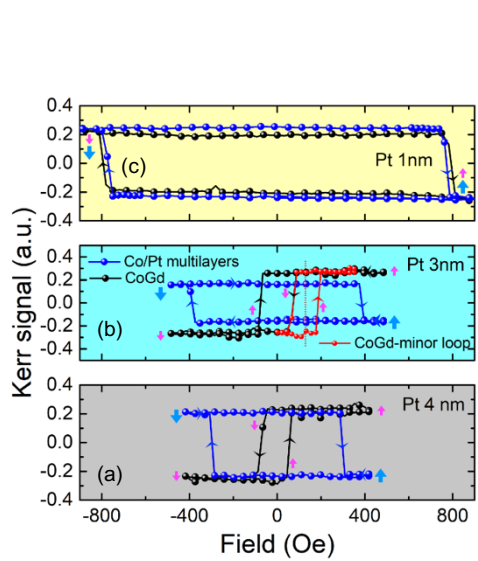 0.4
0.2
0.0
-0.2
-0.4
(c)
Pt 1nm
0.4
0.2
0.0
-0.2
-0.4
Co/Pt multilayers
CoGd
Pt 3nm
(b)
CoGd-minor loop
0.4
0.2
0.0
-0.2
-0.4
Pt 4 nm
(a)
Kerr signal (a.u.)
-800
-400
0
400
800
Field (Oe)